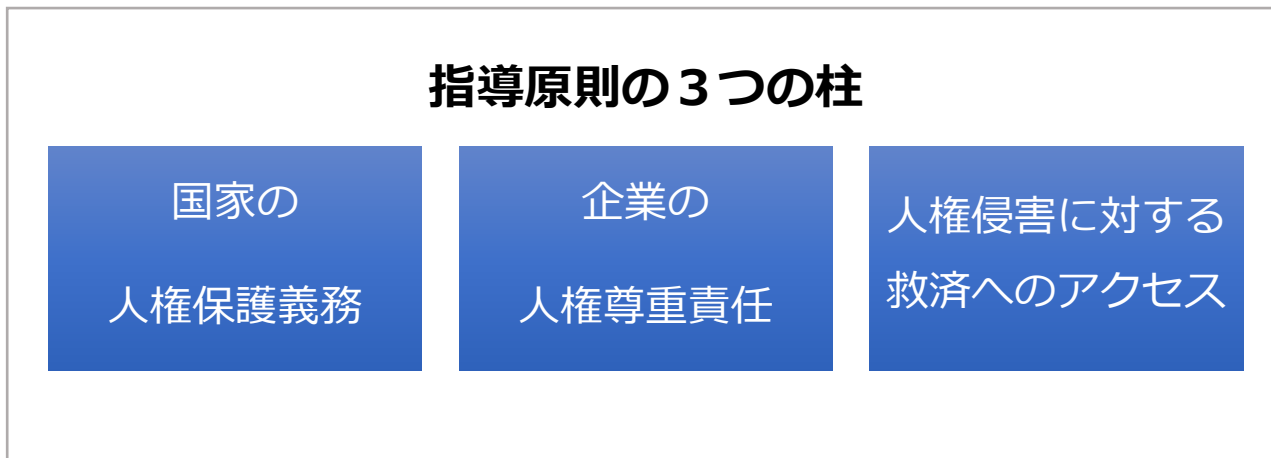 指導原則の３つの柱
国家の
人権保護義務
企業の
人権尊重責任
人権侵害に対する
救済へのアクセス